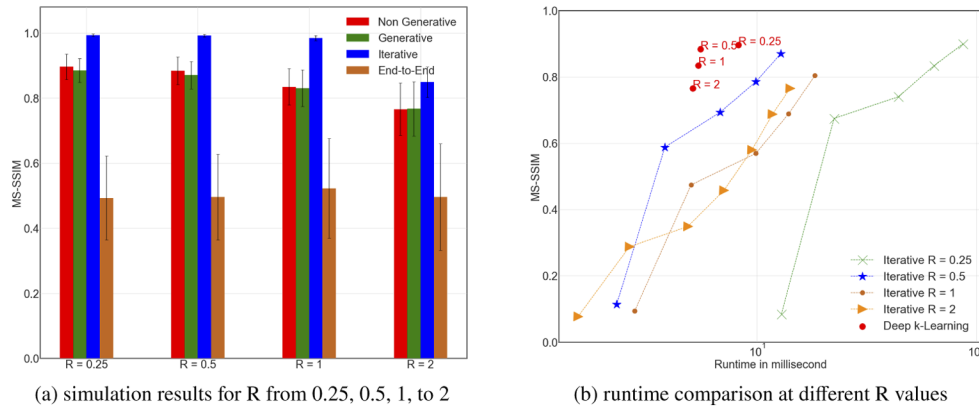 Non Generative
Generative
Iterative
End-to-End
MS-SSIM
1.0
0.8
0.6
0.4
0.2
0.0
R = 0.25
R = 0.5
R = 1
R = 2
(a) simulation results for R from 0.25, 0.5, 1, to 2
MS-SSIM
1.0
0.8
0.6
0.4
0.2
0.0
R = 0.5
R = 0.25
R = 1
R = 2
Iterative R = 0.25
Iterative R = 0.5
Iterative R = 1
Iterative R = 2
Deep k-Learning
10¹
Runtime in millisecond
(b) runtime comparison at different R values